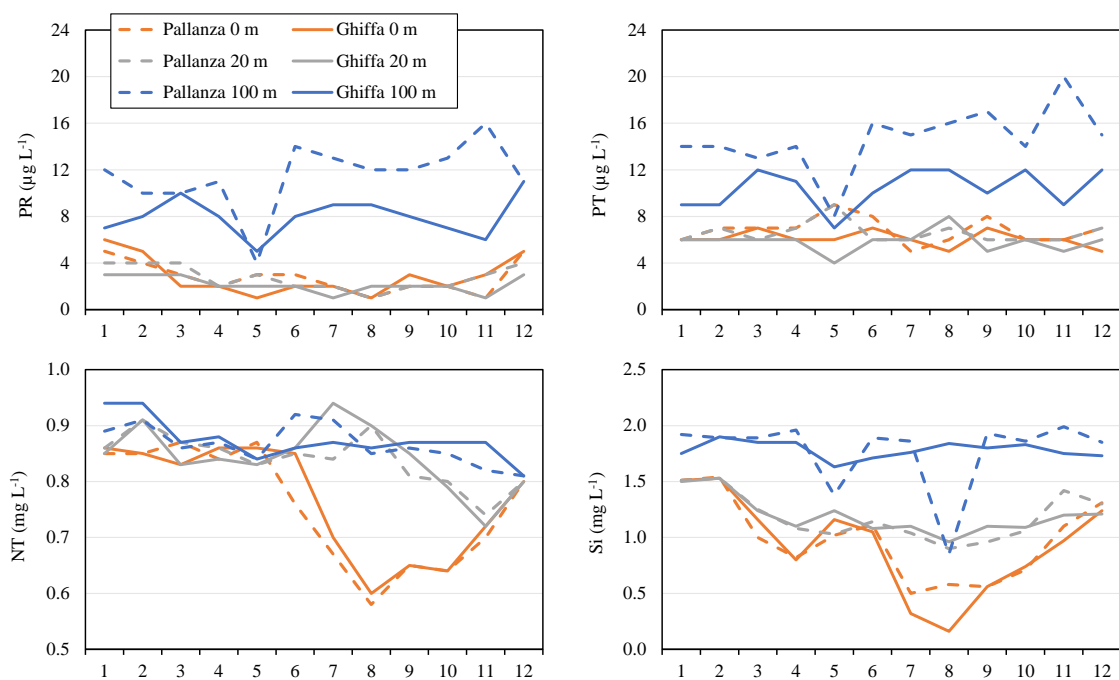 Pallanza 0 m Ghiffa 0 m
Pallanza 20 m Ghiffa 20 m
Pallanza 100 m Ghiffa 100 m
PR (µg L⁻¹)
24
20
16
12
8
4
0
1 2 3 4 5 6 7 8 9 10 11 12
PT (µg L⁻¹)
24
20
16
12
8
4
0
1 2 3 4 5 6 7 8 9 10 11 12
NT (mg L⁻¹)
1.0
0.9
0.8
0.7
0.6
0.5
1 2 3 4 5 6 7 8 9 10 11 12
Si (mg L⁻¹)
2.5
2.0
1.5
1.0
0.5
0.0
1 2 3 4 5 6 7 8 9 10 11 12